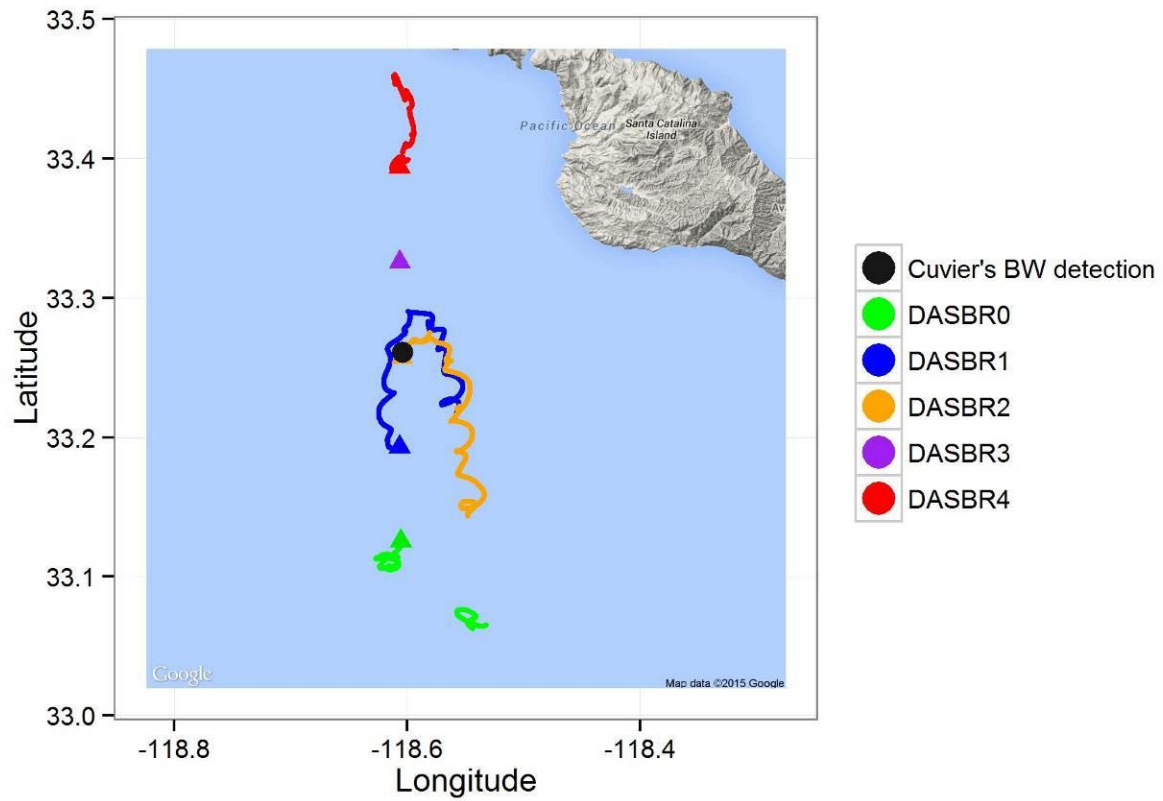 33.5
33.4
33.3
33.2
33.1
33.0
Latitude
-118.8
-118.6
-118.4
Longitude
Pacific Ocean
Santa Catalina
Island
Av
Google
Map data ©2015 Google
Cuvier's BW detection
DASBR0
DASBR1
DASBR2
DASBR3
DASBR4